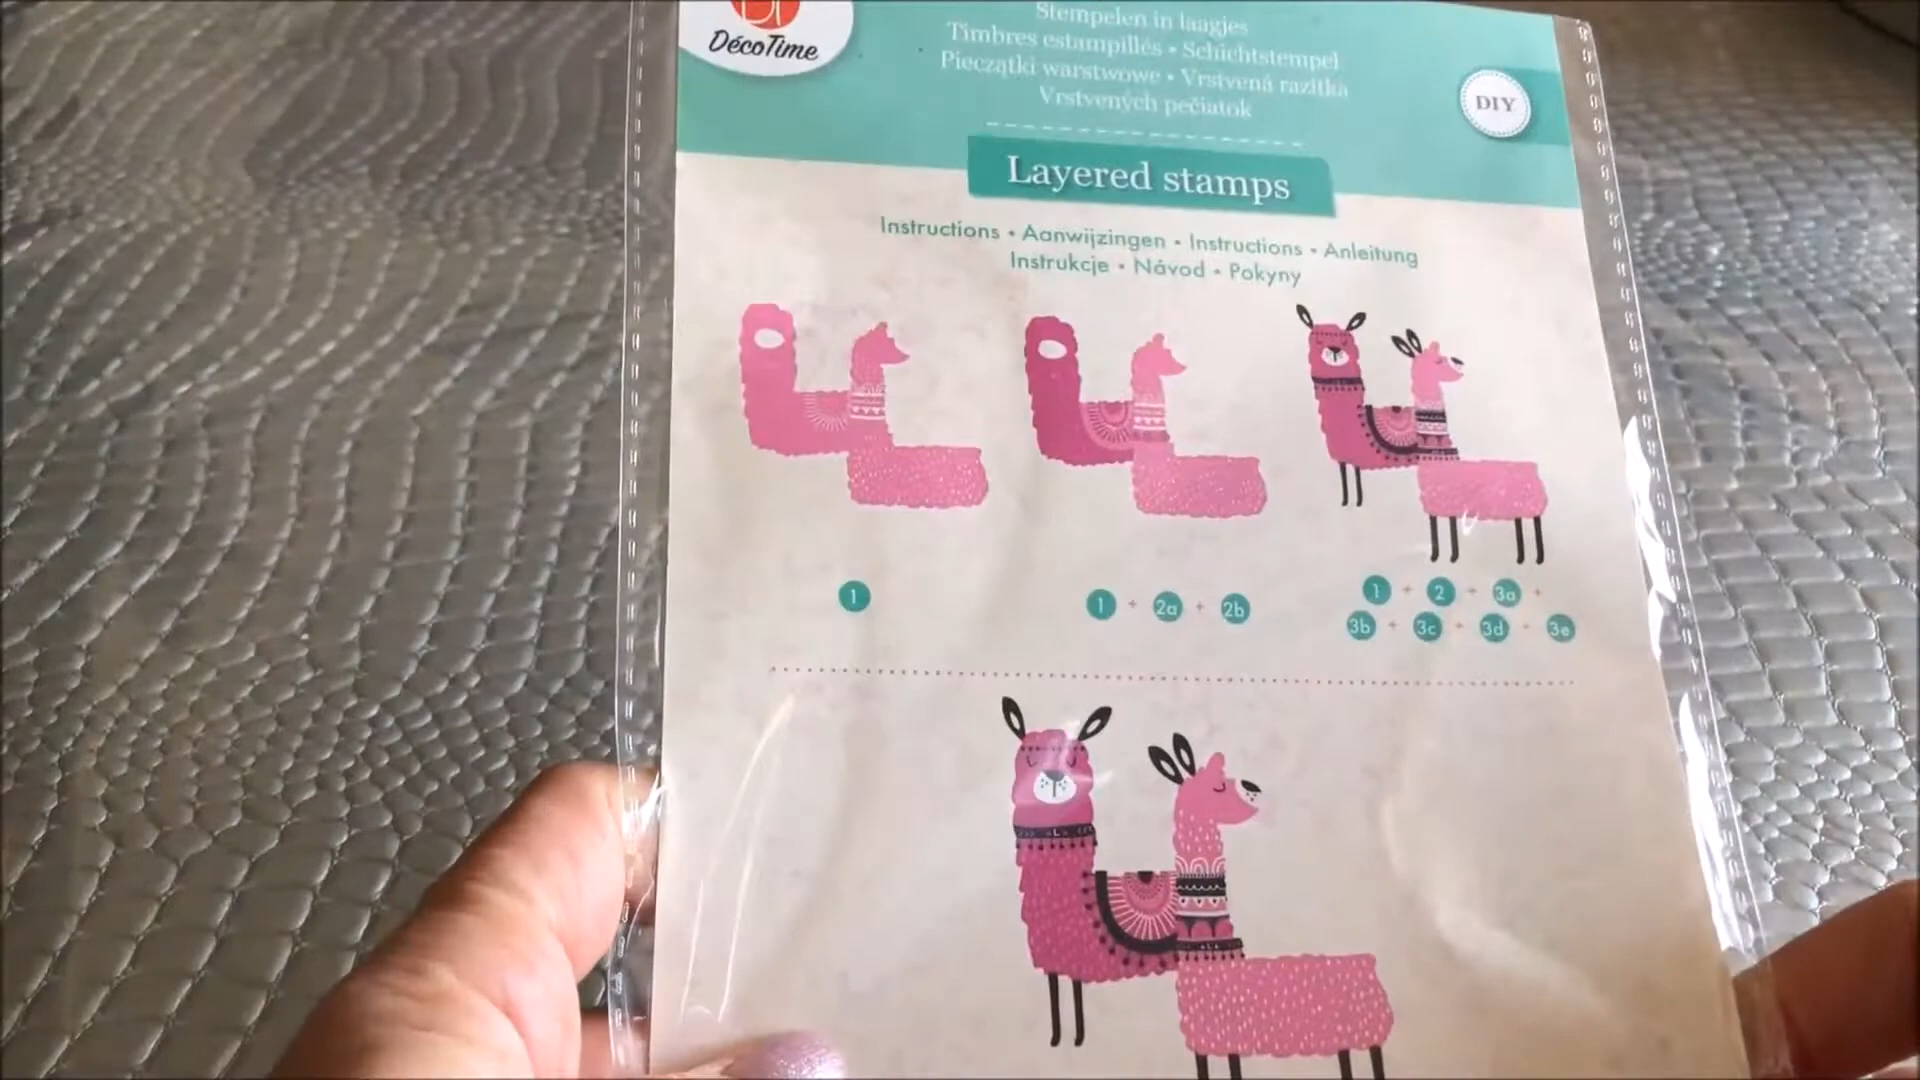 DécoTime
Stempelen in laagjes
Timbres estampillés • Schichtstempel
Pieczątki warstwowe • Vrstvená razítka
Vrstvených pečiatok
DIY
Layered stamps
Instructions • Aanwijzingen • Instructions • Anleitung
Instrukcje • Návod • Pokyny
1
1 + 2a + 2b
1 + 2 + 3a +
3b + 3c + 3d + 3e